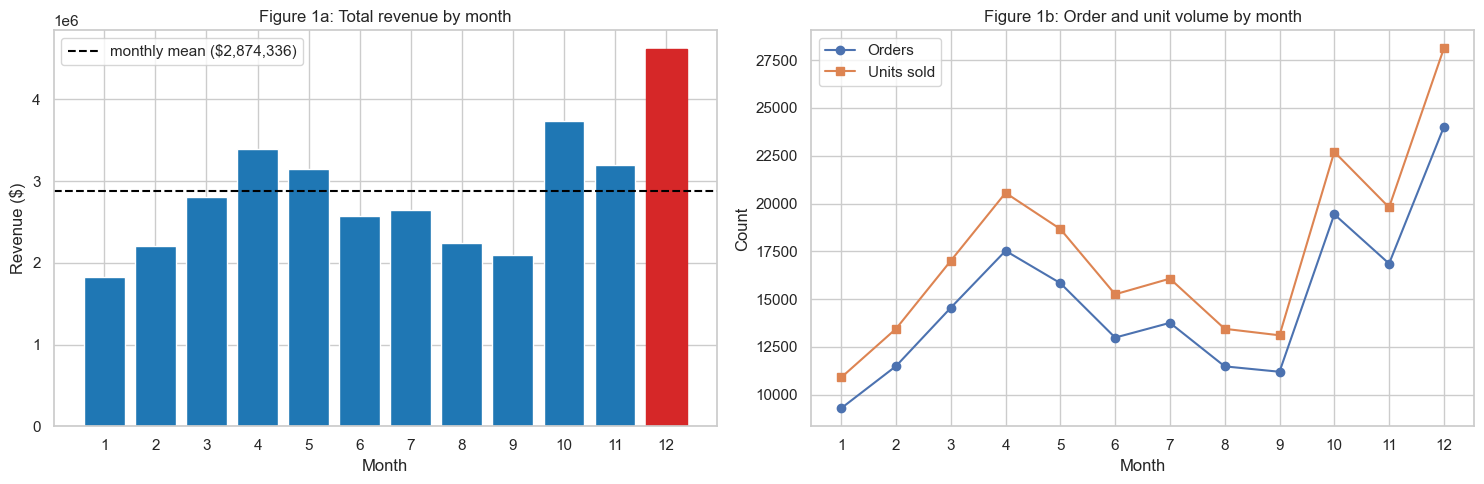 Figure 1a: Total revenue by month
1e6
monthly mean ($2,874,336)
4
3
2
1
0
Revenue ($)
1 2 3 4 5 6 7 8 9 10 11 12
Month
Figure 1b: Order and unit volume by month
Orders
Units sold
27500
25000
22500
20000
17500
15000
12500
10000
Count
1 2 3 4 5 6 7 8 9 10 11 12
Month